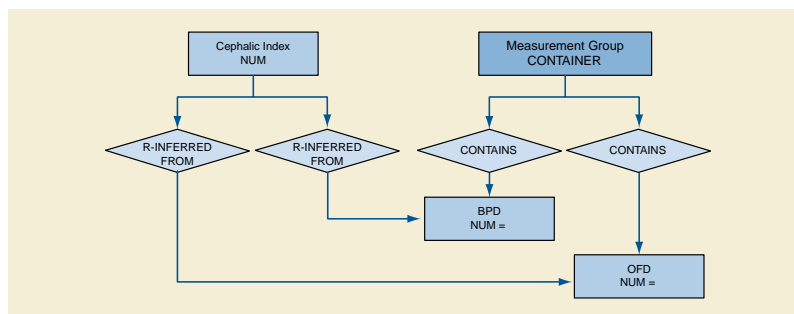 Cephalic Index
NUM
Measurement Group
CONTAINER
R-INFERRED
FROM
R-INFERRED
FROM
CONTAINS
CONTAINS
BPD
NUM =
OFD
NUM =